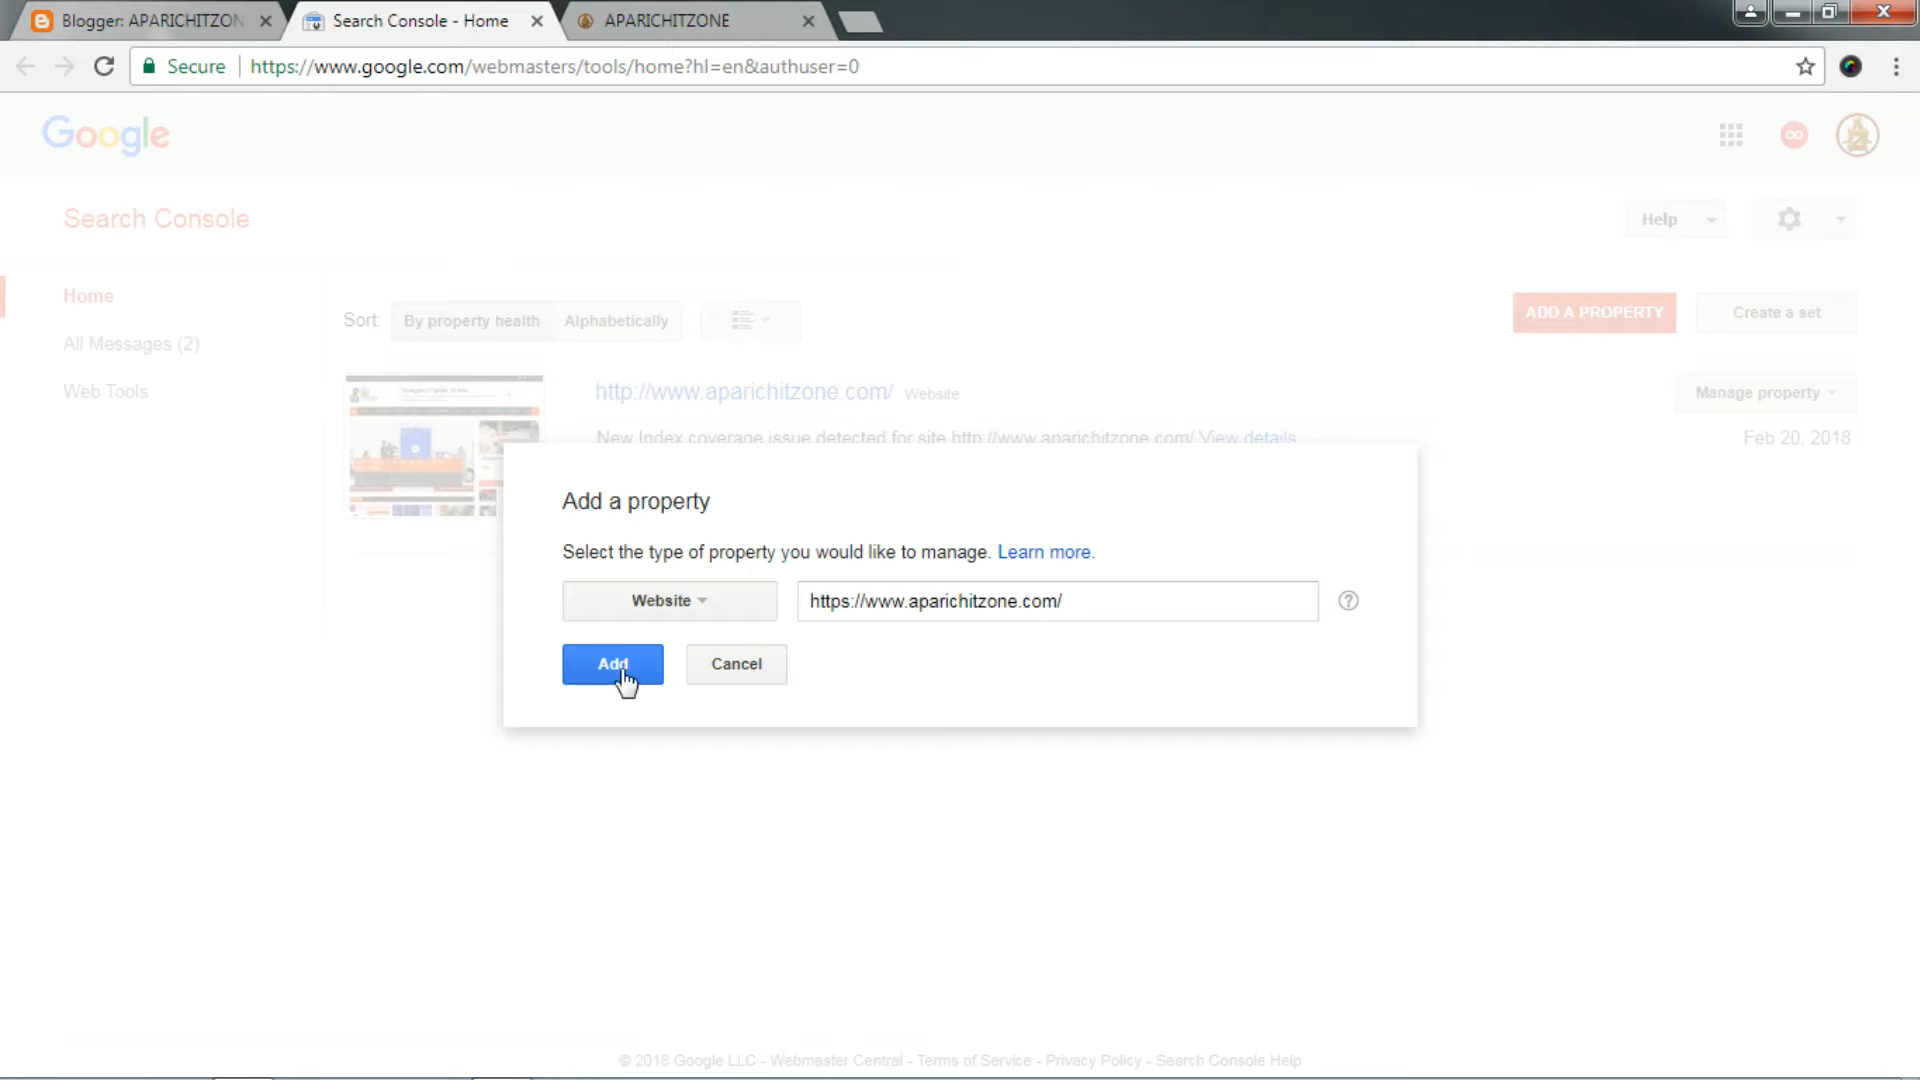 Blogger: APARICHITZON
Search Console - Home
APARICHITZONE
Secure
https://www.google.com/webmasters/tools/home?hl=en&authuser=0
Google
Search Console
Help
Home
All Messages (2)
Web Tools
Sort:
By property health
Alphabetically
ADD A PROPERTY
Create a set
http://www.aparichitzone.com/ Website
Manage property
New Index coverage issue detected for site http://www.aparichitzone.com/ View details
Feb 20, 2018
Add a property
Select the type of property you would like to manage. Learn more.
Website
https://www.aparichitzone.com/
Add
Cancel
© 2018 Google LLC - Webmaster Central - Terms of Service - Privacy Policy - Search Console Help